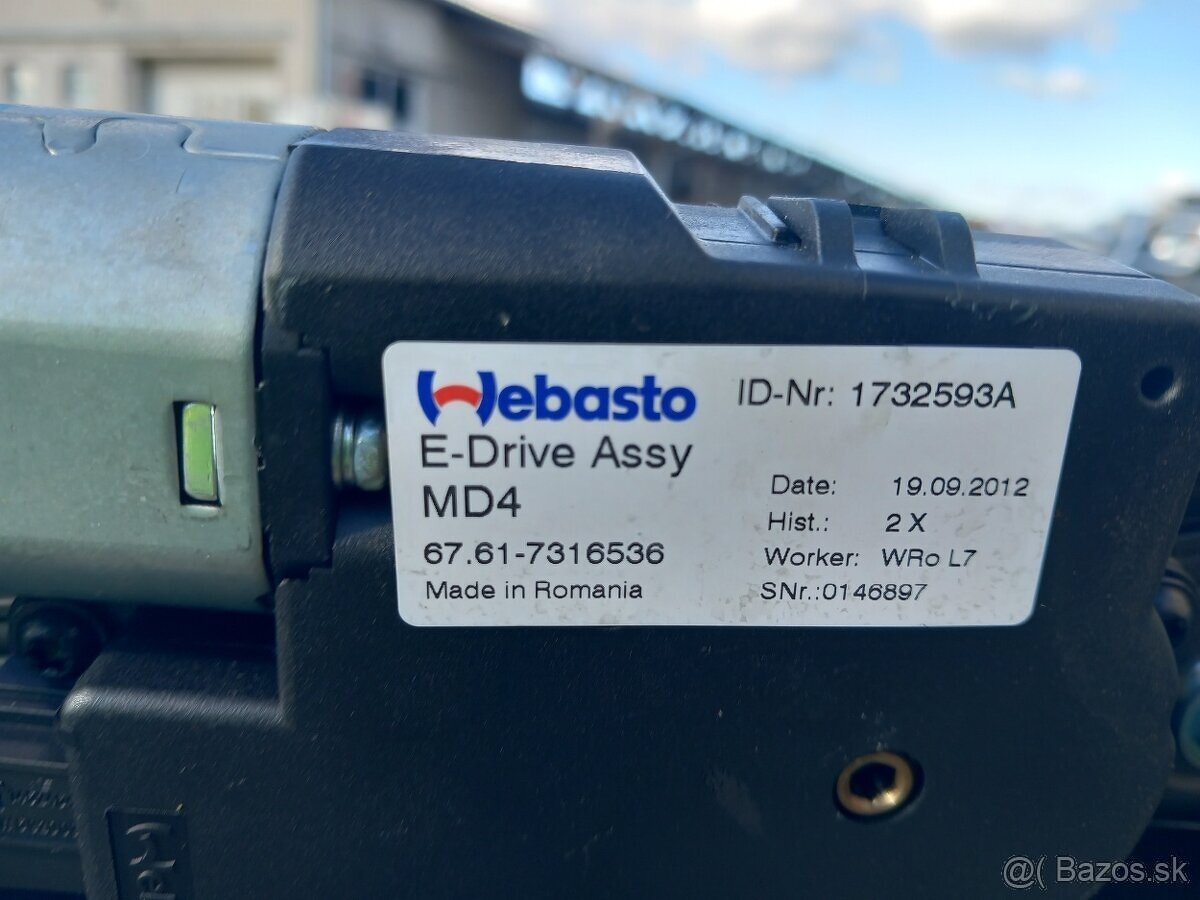 Webasto
E-Drive Assy
MD4
67.61-7316536
Made in Romania
ID-Nr: 1732593A
Date: 19.09.2012
Hist.: 2 X
Worker: WRo L7
SNr.:0146897
@( Bazos.sk